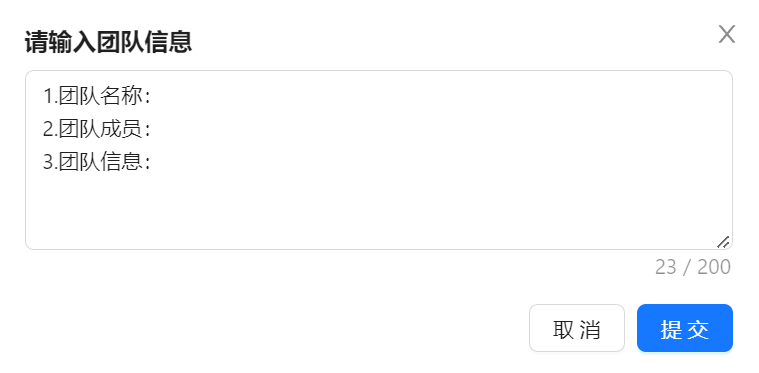 请输入团队信息
X
1.团队名称：
2.团队成员：
3.团队信息：
23 / 200
取 消
提 交